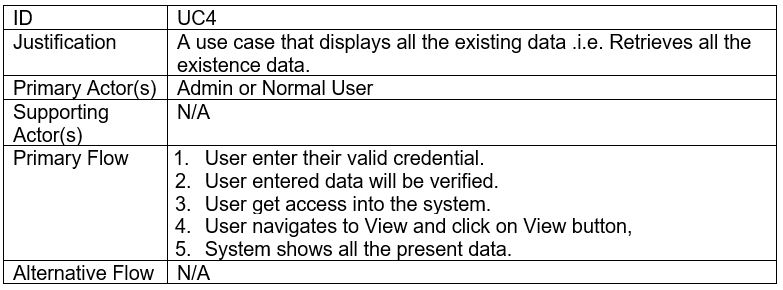 ID UC4
Justification A use case that displays all the existing data .i.e. Retrieves all the
existence data.
Primary Actor(s) Admin or Normal User
Supporting N/A
Actor(s)
Primary Flow 1. User enter their valid credential.
2. User entered data will be verified.
3. User get access into the system.
4. User navigates to View and click on View button,
5. System shows all the present data.
Alternative Flow N/A